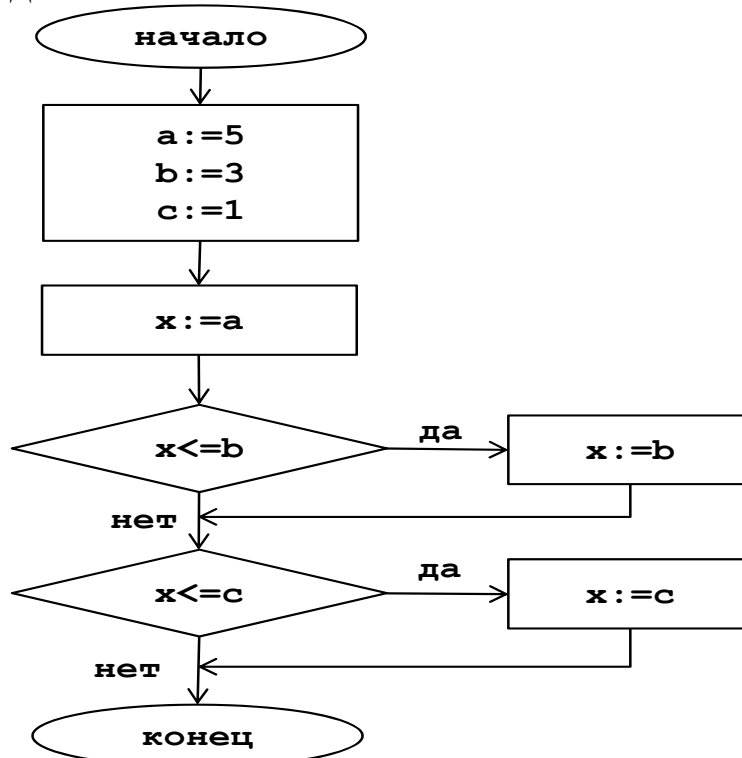 начало
a:=5
b:=3
c:=1
x:=a
x<=b
да
x:=b
нет
x<=c
да
x:=c
нет
конец